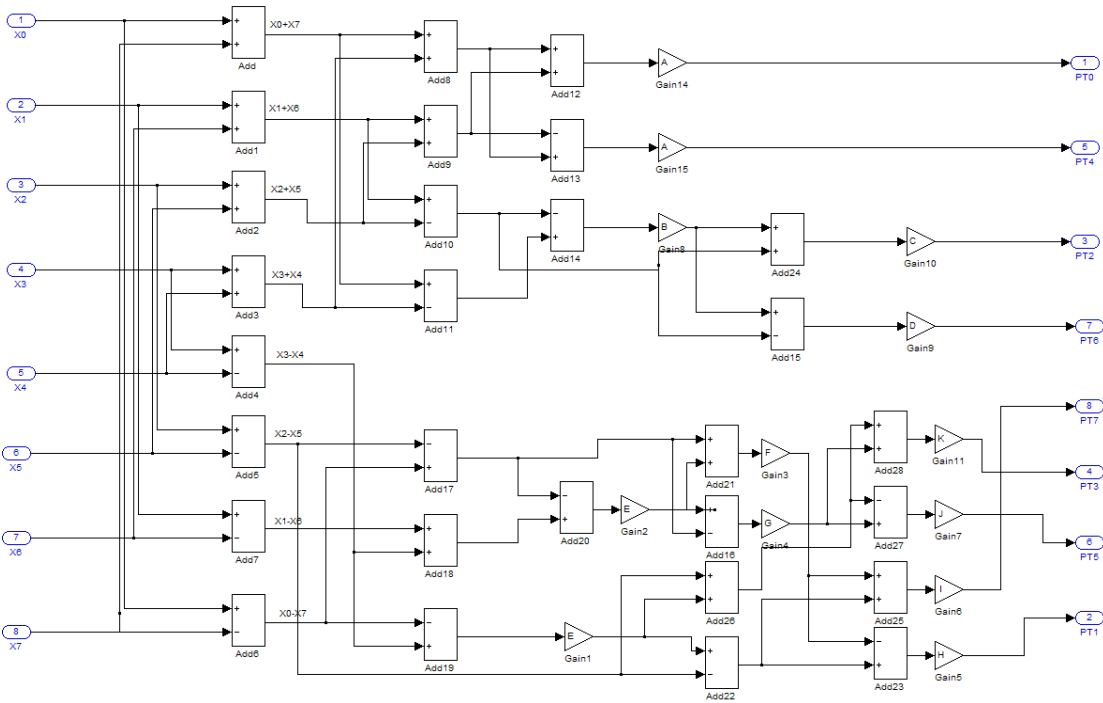 1
X0
2
X1
3
X2
4
X3
5
X4
6
X5
7
X6
8
X7
+
+
Add
X0+X7
+
+
Add1
X1+X6
+
+
Add2
X2+X5
+
+
Add3
X3+X4
+
−
Add4
X3-X4
+
−
Add5
X2-X5
+
−
Add7
X1-X6
+
−
Add6
X0-X7
+
+
Add8
+
+
Add9
+
−
Add10
+
−
Add11
−
+
Add17
+
+
Add18
−
+
Add19
+
+
Add12
−
+
Add13
−
+
Add14
−
+
Add20
E
Gain1
E
Gain2
A
Gain14
A
Gain15
B
Gain8
+
+
Add21
+
−
Add16
+
+
Add26
+
−
Add22
+
+
Add24
+
−
Add15
F
Gain3
G
Gain4
+
+
Add28
−
+
Add27
+
+
Add25
−
+
Add23
C
Gain10
D
Gain9
K
Gain11
J
Gain7
I
Gain6
H
Gain5
1
PT0
5
PT4
3
PT2
7
PT6
8
PT7
4
PT3
6
PT5
2
PT1